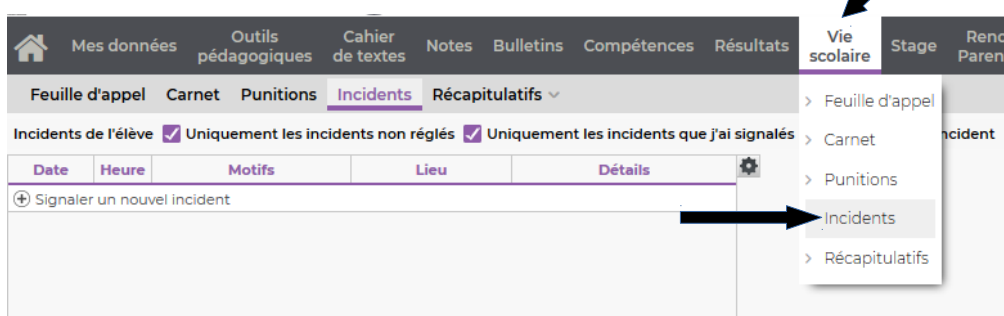 Mes données
Outils
pédagogiques
Cahier
de textes
Notes
Bulletins
Compétences
Résultats
Vie
scolaire
Stage
Feuille d'appel
Carnet
Punitions
Incidents
Récapitulatifs
Incidents de l'élève
Uniquement les incidents non réglés
Uniquement les incidents que j'ai signalés
Date
Heure
Motifs
Lieu
Détails
Signaler un nouvel incident
Feuille d'appel
Carnet
Punitions
Incidents
Récapitulatifs